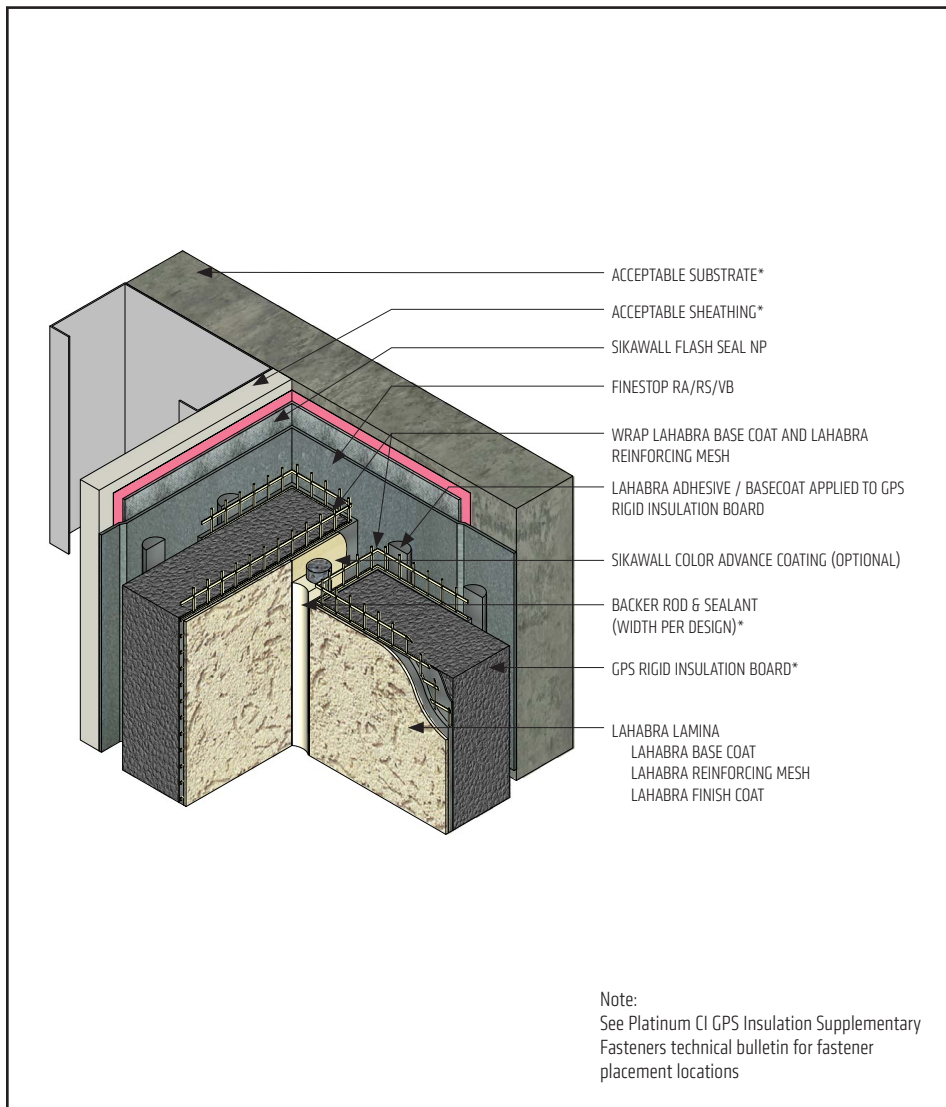 ACCEPTABLE SUBSTRATE*
ACCEPTABLE SHEATHING*
SIKAWALL FLASH SEAL NP
FINESTOP RA/RS/VB
WRAP LAHABRA BASE COAT AND LAHABRA
REINFORCING MESH
LAHABRA ADHESIVE / BASECOAT APPLIED TO GPS
RIGID INSULATION BOARD
SIKAWALL COLOR ADVANCE COATING (OPTIONAL)
BACKER ROD & SEALANT
(WIDTH PER DESIGN)*
GPS RIGID INSULATION BOARD*
LAHABRA LAMINA
LAHABRA BASE COAT
LAHABRA REINFORCING MESH
LAHABRA FINISH COAT
Note:
See Platinum CI GPS Insulation Supplementary
Fasteners technical bulletin for fastener
placement locations